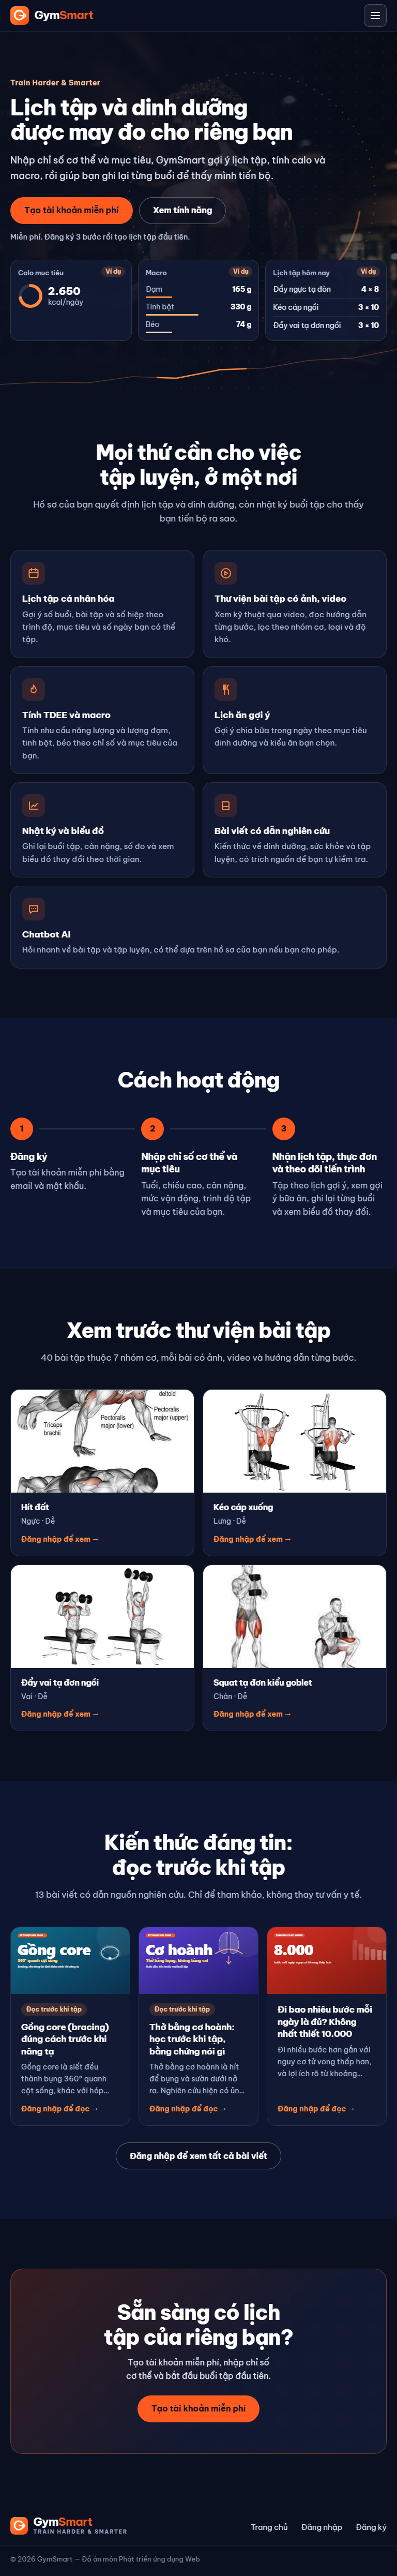 GymSmart
Train Harder & Smarter
Lịch tập và dinh dưỡng
được may đo cho riêng bạn
Nhập chỉ số cơ thể và mục tiêu, GymSmart gợi ý lịch tập, tính calo và
macro, rồi giúp bạn ghi lại từng buổi để thấy mình tiến bộ.
Tạo tài khoản miễn phí
Xem tính năng
Miễn phí. Đăng ký 3 bước rồi tạo lịch tập đầu tiên.
Calo mục tiêu
Ví dụ
2.650
kcal/ngày
Macro
Ví dụ
Đạm 165 g
Tinh bột 330 g
Béo 74 g
Lịch tập hôm nay
Ví dụ
Đẩy ngực tạ đòn 4 × 8
Kéo cáp ngồi 3 × 10
Đẩy vai tạ đơn ngồi 3 × 10
Mọi thứ cần cho việc
tập luyện, ở một nơi
Hồ sơ của bạn quyết định lịch tập và dinh dưỡng, còn nhật ký buổi tập cho thấy
bạn tiến bộ ra sao.
Lịch tập cá nhân hóa
Gợi ý số buổi, bài tập và số hiệp theo
trình độ, mục tiêu và số ngày bạn có thể
tập.
Thư viện bài tập có ảnh, video
Xem kỹ thuật qua video, đọc hướng dẫn
từng bước, lọc theo nhóm cơ, loại và độ
khó.
Tính TDEE và macro
Tính nhu cầu năng lượng và lượng đạm,
tinh bột, béo theo chỉ số và mục tiêu của
bạn.
Lịch ăn gợi ý
Gợi ý chia bữa trong ngày theo mục tiêu
dinh dưỡng và kiểu ăn bạn chọn.
Nhật ký và biểu đồ
Ghi lại buổi tập, cân nặng, số đo và xem
biểu đồ thay đổi theo thời gian.
Bài viết có dẫn nghiên cứu
Kiến thức về dinh dưỡng, sức khỏe và tập
luyện, có trích nguồn để bạn tự kiểm tra.
Chatbot AI
Hỏi nhanh về bài tập và tập luyện, có thể dựa trên hồ sơ của bạn nếu bạn cho phép.
Cách hoạt động
1
Đăng ký
Tạo tài khoản miễn phí bằng
email và mật khẩu.
2
Nhập chỉ số cơ thể và
mục tiêu
Tuổi, chiều cao, cân nặng,
mức vận động, trình độ tập
và mục tiêu của bạn.
3
Nhận lịch tập, thực đơn
và theo dõi tiến trình
Tập theo lịch gợi ý, xem gợi
ý bữa ăn, ghi lại từng buổi
và xem biểu đồ thay đổi.
Xem trước thư viện bài tập
40 bài tập thuộc 7 nhóm cơ, mỗi bài có ảnh, video và hướng dẫn từng bước.
deltoid
Triceps
brachii
Pectoralis
major (lower)
Pectoralis
major (upper)
Hít đất
Ngực · Dễ
Đăng nhập để xem →
Kéo cáp xuống
Lưng · Dễ
Đăng nhập để xem →
Đẩy vai tạ đơn ngồi
Vai · Dễ
Đăng nhập để xem →
Squat tạ đơn kiểu goblet
Chân · Dễ
Đăng nhập để xem →
Kiến thức đáng tin:
đọc trước khi tập
13 bài viết có dẫn nguồn nghiên cứu. Chỉ để tham khảo, không thay tư vấn y tế.
Gồng core
360° quanh cột sống
Đọc trước khi tập
Gồng core (bracing)
đúng cách trước khi
nâng tạ
Gồng core là siết đều
thành bụng 360° quanh
cột sống, khác với hóp…
Đăng nhập để đọc →
Cơ hoành
Thở bằng bụng, không bằng cổ
Đọc trước khi tập
Thở bằng cơ hoành:
học trước khi tập,
bằng chứng nói gì
Thở bằng cơ hoành là hít
để bụng và sườn dưới nở
ra. Nghiên cứu hiện có ủn…
Đăng nhập để đọc →
8.000
Đi bao nhiêu bước mỗi
ngày là đủ? Không
nhất thiết 10.000
Đi nhiều bước hơn gắn với
nguy cơ tử vong thấp hơn,
và lợi ích rõ từ khoảng…
Đăng nhập để đọc →
Đăng nhập để xem tất cả bài viết
Sẵn sàng có lịch
tập của riêng bạn?
Tạo tài khoản miễn phí, nhập chỉ số
cơ thể và bắt đầu buổi tập đầu tiên.
Tạo tài khoản miễn phí
GymSmart
TRAIN HARDER & SMARTER
Trang chủ
Đăng nhập
Đăng ký
© 2026 GymSmart — Đồ án môn Phát triển ứng dụng Web